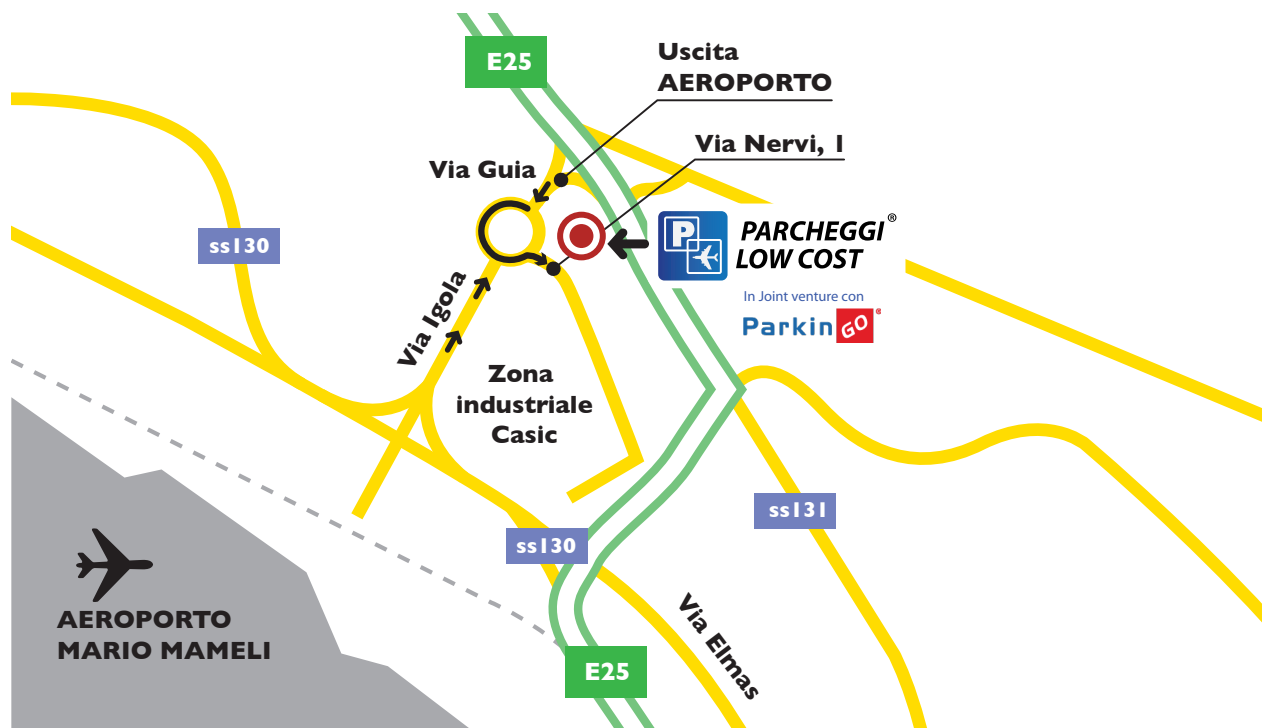 E25
Uscita
AEROPORTO
Via Nervi, 1
Via Guia
ss130
P
PARCHEGGI®
LOW COST
In Joint venture con
ParkinGO®
Via Igola
Zona
industriale
Casic
ss131
ss130
AEROPORTO
MARIO MAMELI
Via Elmas
E25